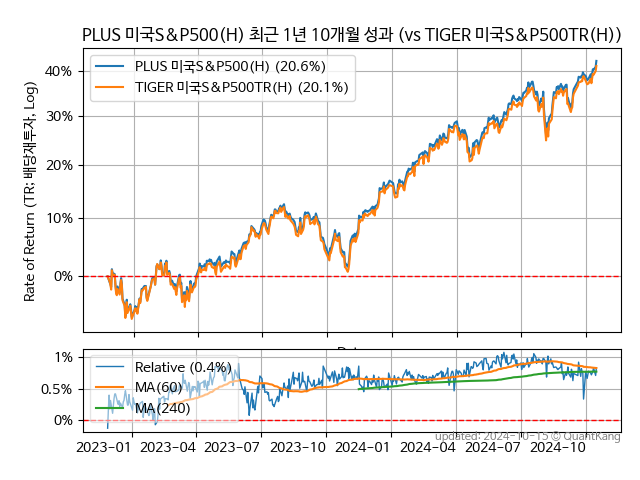 PLUS 미국S&P500(H) 최근 1년 10개월 성과 (vs TIGER 미국S&P500TR(H))
Rate of Return (TR: 배당재투자, Log)
40%
30%
20%
10%
0%
PLUS 미국S&P500(H) (20.6%)
TIGER 미국S&P500TR(H) (20.1%)
1%
0.5%
0%
Relative (0.4%)
MA(60)
MA(240)
2023-01 2023-04 2023-07 2023-10 2024-01 2024-04 2024-07 2024-10
updated: 2024-10-15 © QuantKang